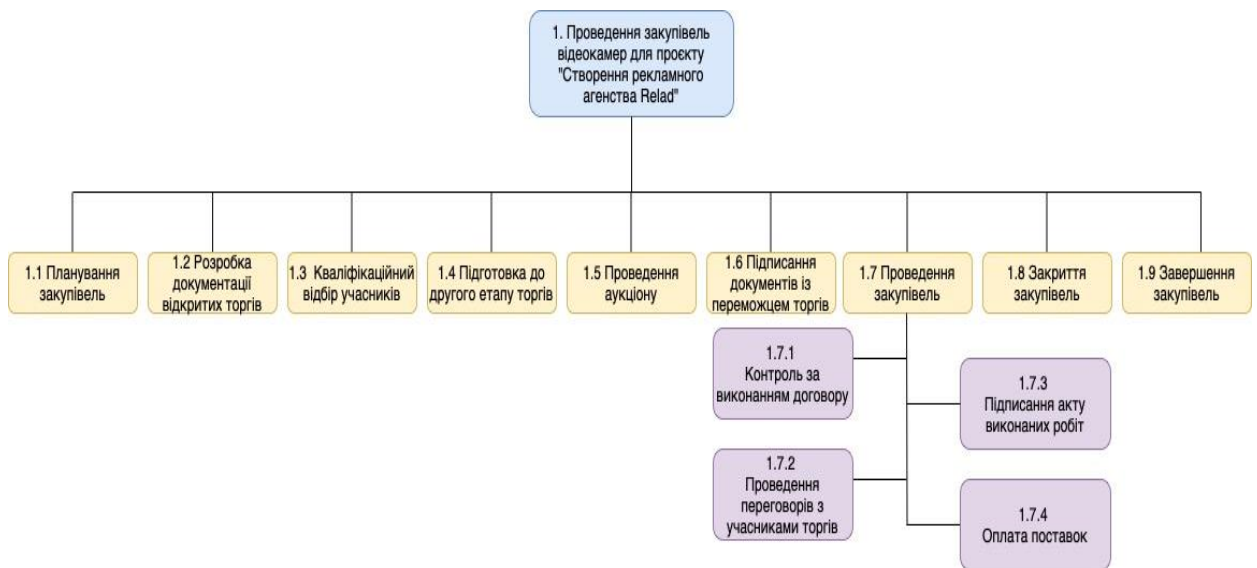 1. Проведення закупівель
відеокамер для проєкту
"Створення рекламного
агенства Relad"
1.1 Планування
закупівель
1.2 Розробка
документації
відкритих торгів
1.3 Кваліфікаційний
відбір учасників
1.4 Підготовка до
другого етапу торгів
1.5 Проведення
аукціону
1.6 Підписання
документів із
переможцем торгів
1.7 Проведення
закупівель
1.8 Закриття
закупівель
1.9 Завершення
закупівель
1.7.1
Контроль за
виконанням договору
1.7.3
Підписання акту
виконаних робіт
1.7.2
Проведення
переговорів з
учасниками торгів
1.7.4
Оплата поставок